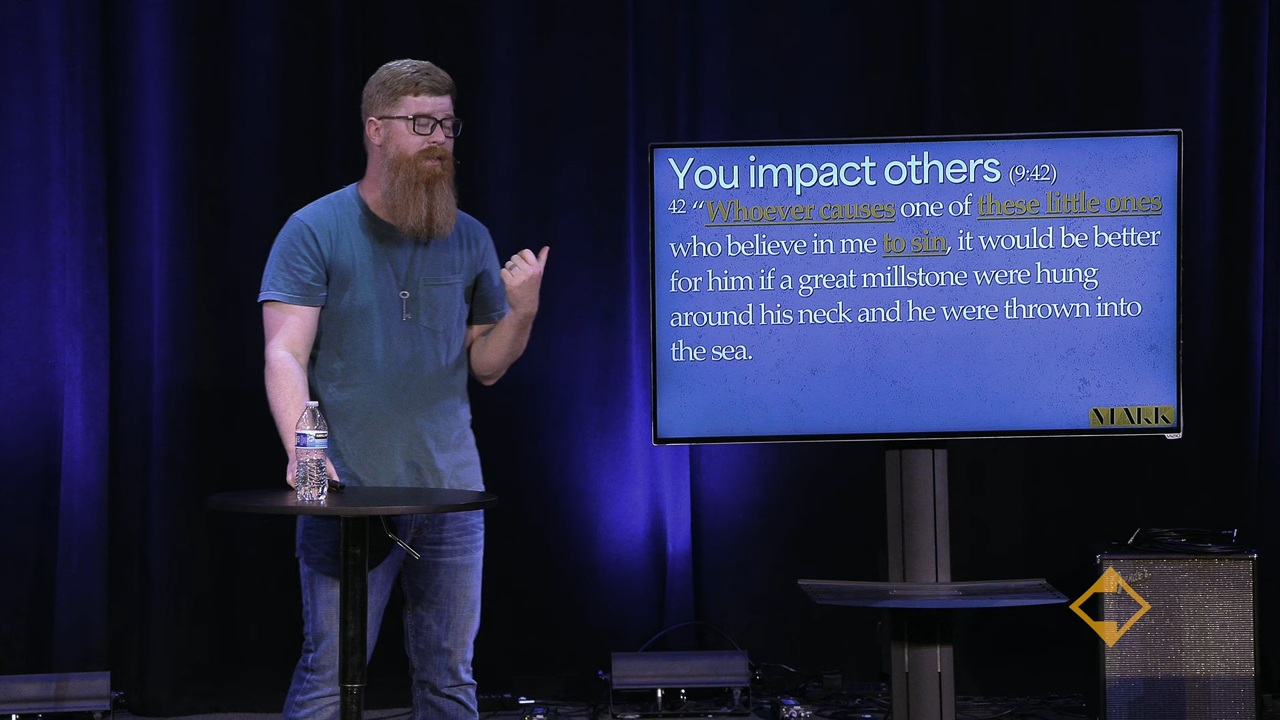 You impact others (9:42)
42 “Whoever causes one of these little ones
who believe in me to sin, it would be better
for him if a great millstone were hung
around his neck and he were thrown into
the sea.
MARK
VIZIO